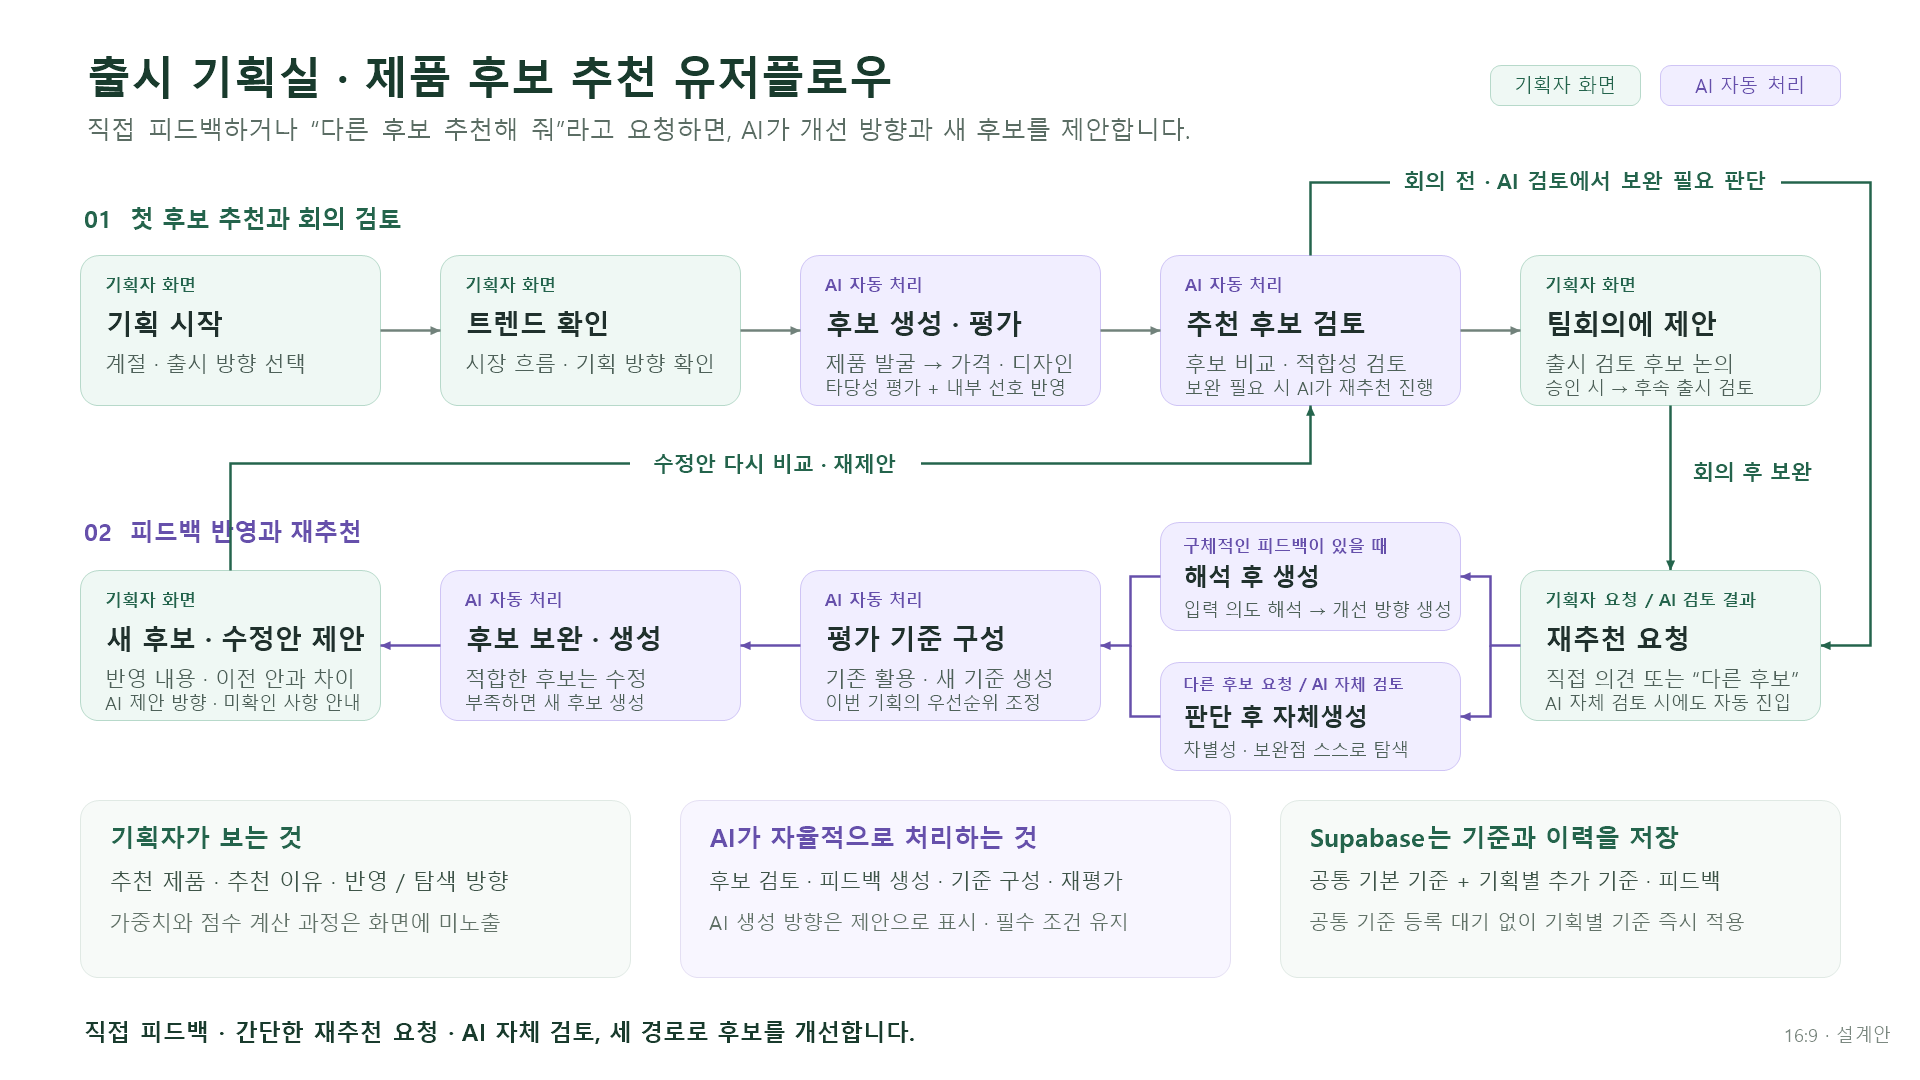 출시 기획실 · 제품 후보 추천 유저플로우
기획자 화면
AI 자동 처리
직접 피드백하거나 “다른 후보 추천해 줘”라고 요청하면, AI가 개선 방향과 새 후보를 제안합니다.
회의 전 · AI 검토에서 보완 필요 판단
01 첫 후보 추천과 회의 검토
기획자 화면
기획 시작
계절 · 출시 방향 선택
기획자 화면
트렌드 확인
시장 흐름 · 기획 방향 확인
AI 자동 처리
후보 생성 · 평가
제품 발굴 → 가격 · 디자인
타당성 평가 + 내부 선호 반영
AI 자동 처리
추천 후보 검토
후보 비교 · 적합성 검토
보완 필요 시 AI가 재추천 진행
기획자 화면
팀회의에 제안
출시 검토 후보 논의
승인 시 → 후속 출시 검토
수정안 다시 비교 · 재제안
회의 후 보완
02 피드백 반영과 재추천
기획자 화면
새 후보 · 수정안 제안
반영 내용 · 이전 안과 차이
AI 제안 방향 · 미확인 사항 안내
AI 자동 처리
후보 보완 · 생성
적합한 후보는 수정
부족하면 새 후보 생성
AI 자동 처리
평가 기준 구성
기존 활용 · 새 기준 생성
이번 기획의 우선순위 조정
구체적인 피드백이 있을 때
해석 후 생성
입력 의도 해석 → 개선 방향 생성
다른 후보 요청 / AI 자체 검토
판단 후 자체생성
차별성 · 보완점 스스로 탐색
기획자 요청 / AI 검토 결과
재추천 요청
직접 의견 또는 “다른 후보”
AI 자체 검토 시에도 자동 진입
기획자가 보는 것
추천 제품 · 추천 이유 · 반영 / 탐색 방향
가중치와 점수 계산 과정은 화면에 미노출
AI가 자율적으로 처리하는 것
후보 검토 · 피드백 생성 · 기준 구성 · 재평가
AI 생성 방향은 제안으로 표시 · 필수 조건 유지
Supabase는 기준과 이력을 저장
공통 기본 기준 + 기획별 추가 기준 · 피드백
공통 기준 등록 대기 없이 기획별 기준 즉시 적용
직접 피드백 · 간단한 재추천 요청 · AI 자체 검토, 세 경로로 후보를 개선합니다.
16:9 · 설계안